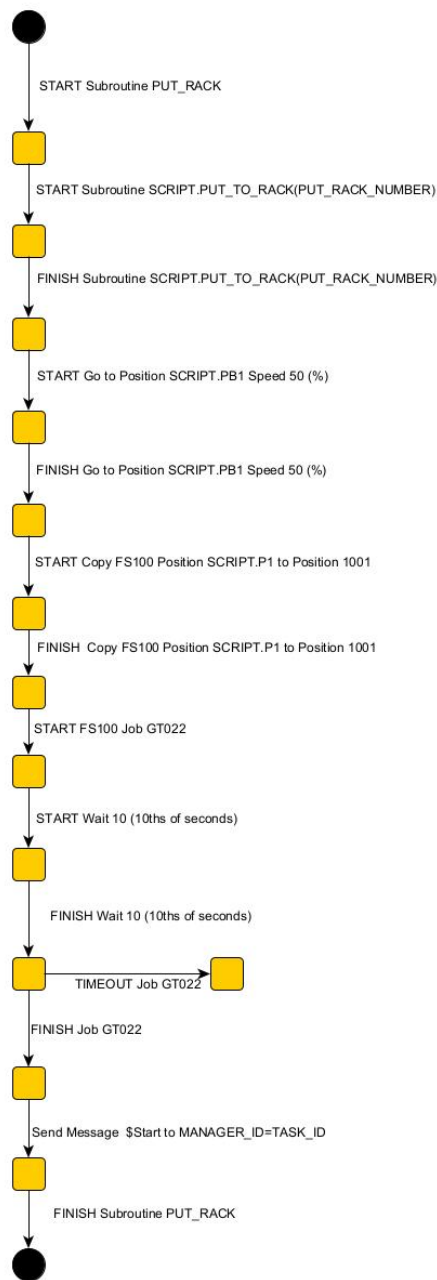 START Subroutine PUT_RACK
START Subroutine SCRIPT.PUT_TO_RACK(PUT_RACK_NUMBER)
FINISH Subroutine SCRIPT.PUT_TO_RACK(PUT_RACK_NUMBER)
START Go to Position SCRIPT.PB1 Speed 50 (%)
FINISH Go to Position SCRIPT.PB1 Speed 50 (%)
START Copy FS100 Position SCRIPT.P1 to Position 1001
FINISH  Copy FS100 Position SCRIPT.P1 to Position 1001
START FS100 Job GT022
START Wait 10 (10ths of seconds)
FINISH Wait 10 (10ths of seconds)
TIMEOUT Job GT022
FINISH Job GT022
Send Message  $Start to MANAGER_ID=TASK_ID
FINISH Subroutine PUT_RACK